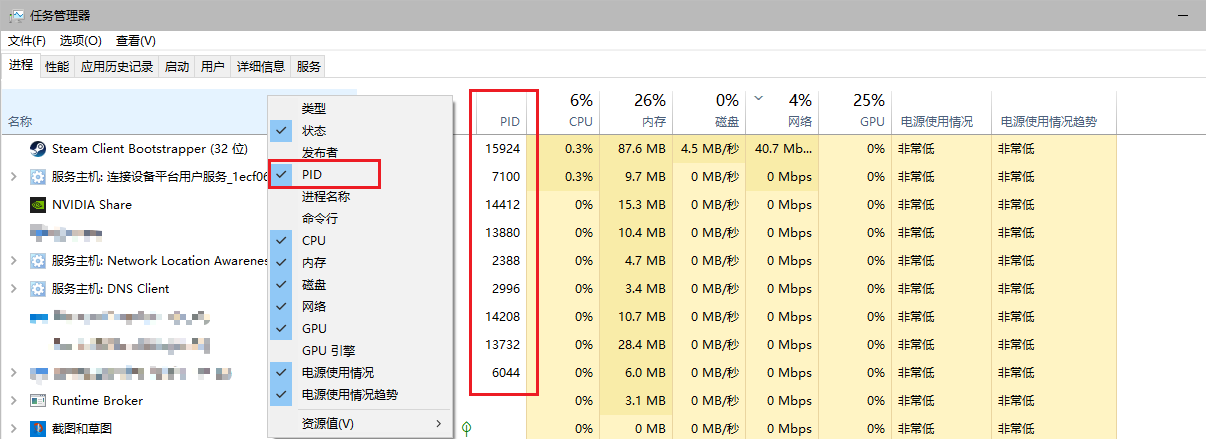 任务管理器
文件(F) 选项(O) 查看(V)
进程 性能 应用历史记录 启动 用户 详细信息 服务
6% 26% 0% 4% 25%
名称 PID CPU 内存 磁盘 网络 GPU 电源使用情况 电源使用情况趋势
Steam Client Bootstrapper (32 位) 15924 0.3% 87.6 MB 4.5 MB/秒 40.7 Mb... 0% 非常低 非常低
服务主机: 连接设备平台用户服务_1ecf06 7100 0.3% 9.7 MB 0 MB/秒 0 Mbps 0% 非常低 非常低
NVIDIA Share 14412 0% 15.3 MB 0 MB/秒 0 Mbps 0% 非常低 非常低
13880 0% 10.4 MB 0 MB/秒 0 Mbps 0% 非常低 非常低
服务主机: Network Location Awarenes 2388 0% 4.7 MB 0 MB/秒 0 Mbps 0% 非常低 非常低
服务主机: DNS Client 2996 0% 3.4 MB 0 MB/秒 0 Mbps 0% 非常低 非常低
14208 0% 10.7 MB 0 MB/秒 0 Mbps 0% 非常低 非常低
13732 0% 28.4 MB 0 MB/秒 0 Mbps 0% 非常低 非常低
6044 0% 6.0 MB 0 MB/秒 0 Mbps 0% 非常低 非常低
Runtime Broker 0% 3.1 MB 0 MB/秒 0 Mbps 0% 非常低 非常低
截图和草图 0% 0 MB 0 MB/秒 0 Mbps 0% 非常低 非常低
类型
状态
发布者
PID
进程名称
命令行
CPU
内存
磁盘
网络
GPU
GPU 引擎
电源使用情况
电源使用情况趋势
资源值(V)